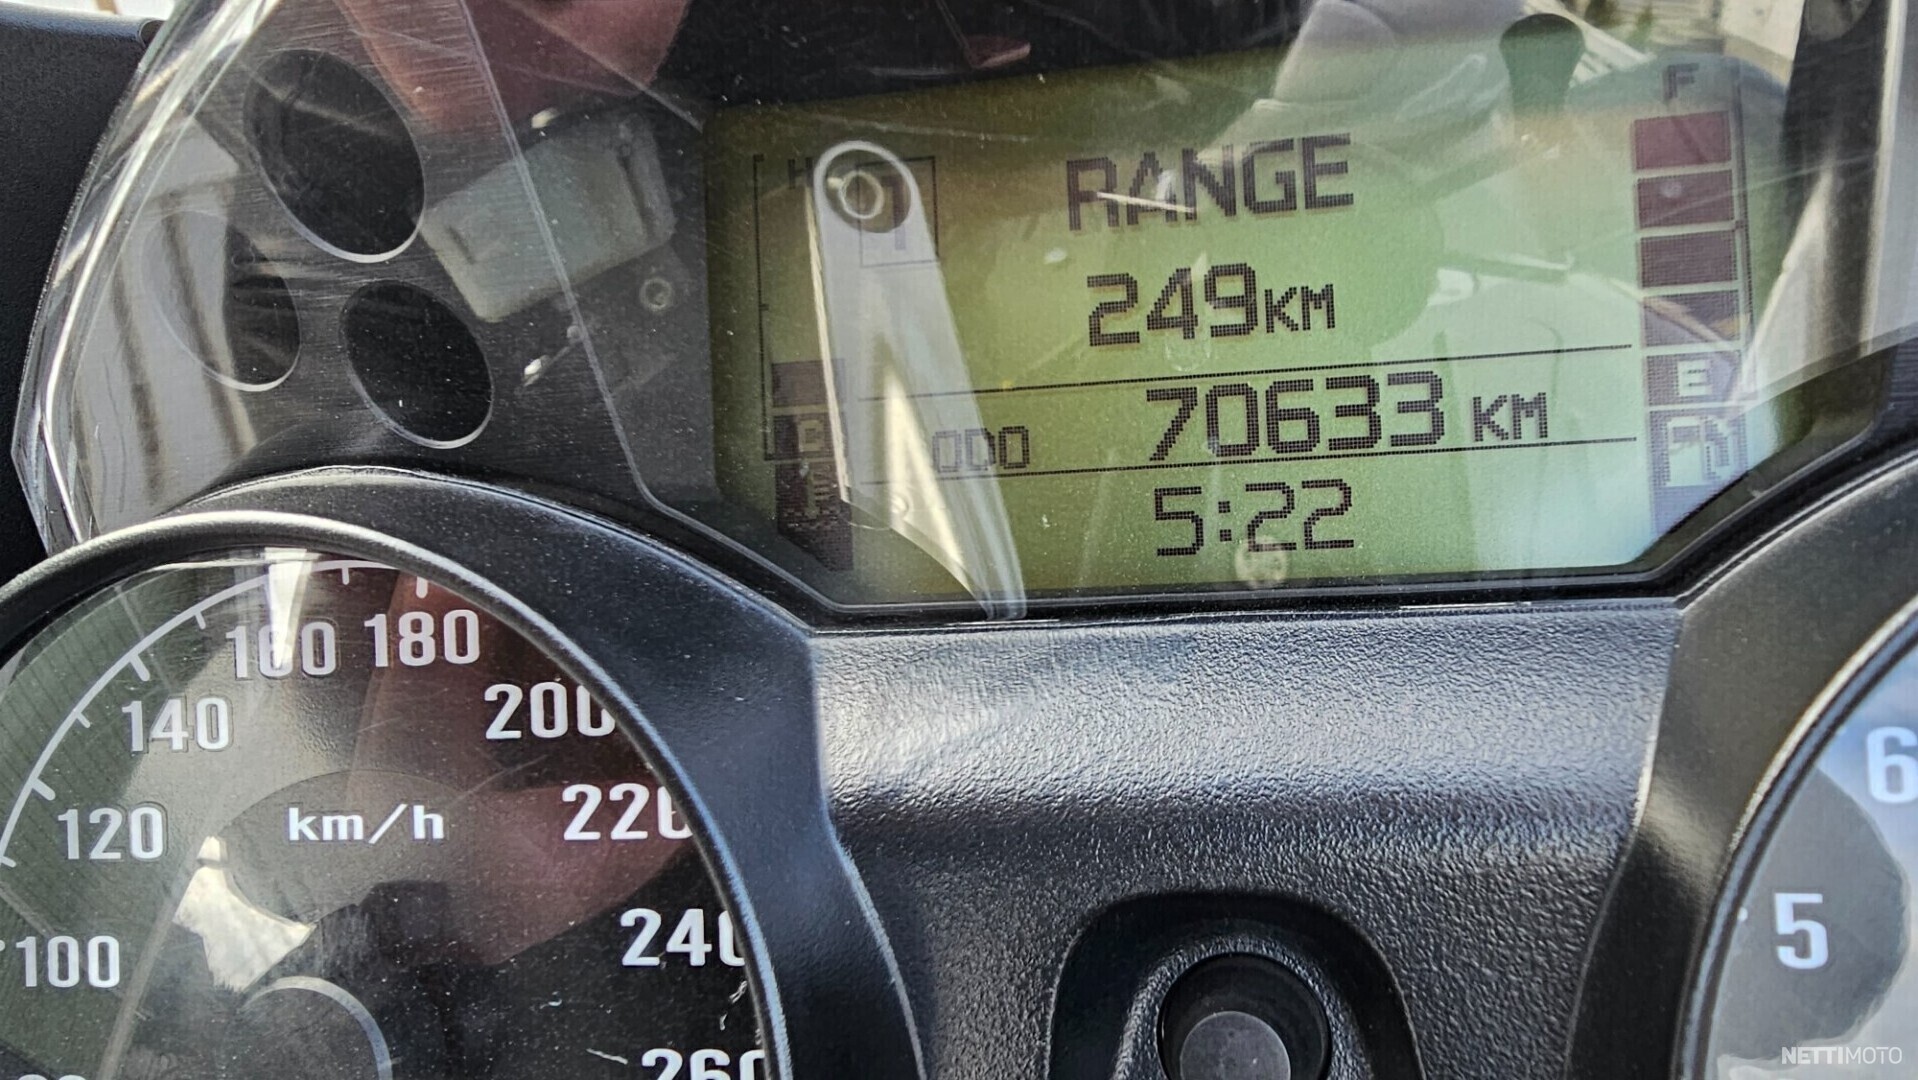 F
H
RANGE
249KM
E
ODO 70633 KM
5:22
160 180
140
200
120
km/h
220
6
100
240
5
260
NETTIMOTO